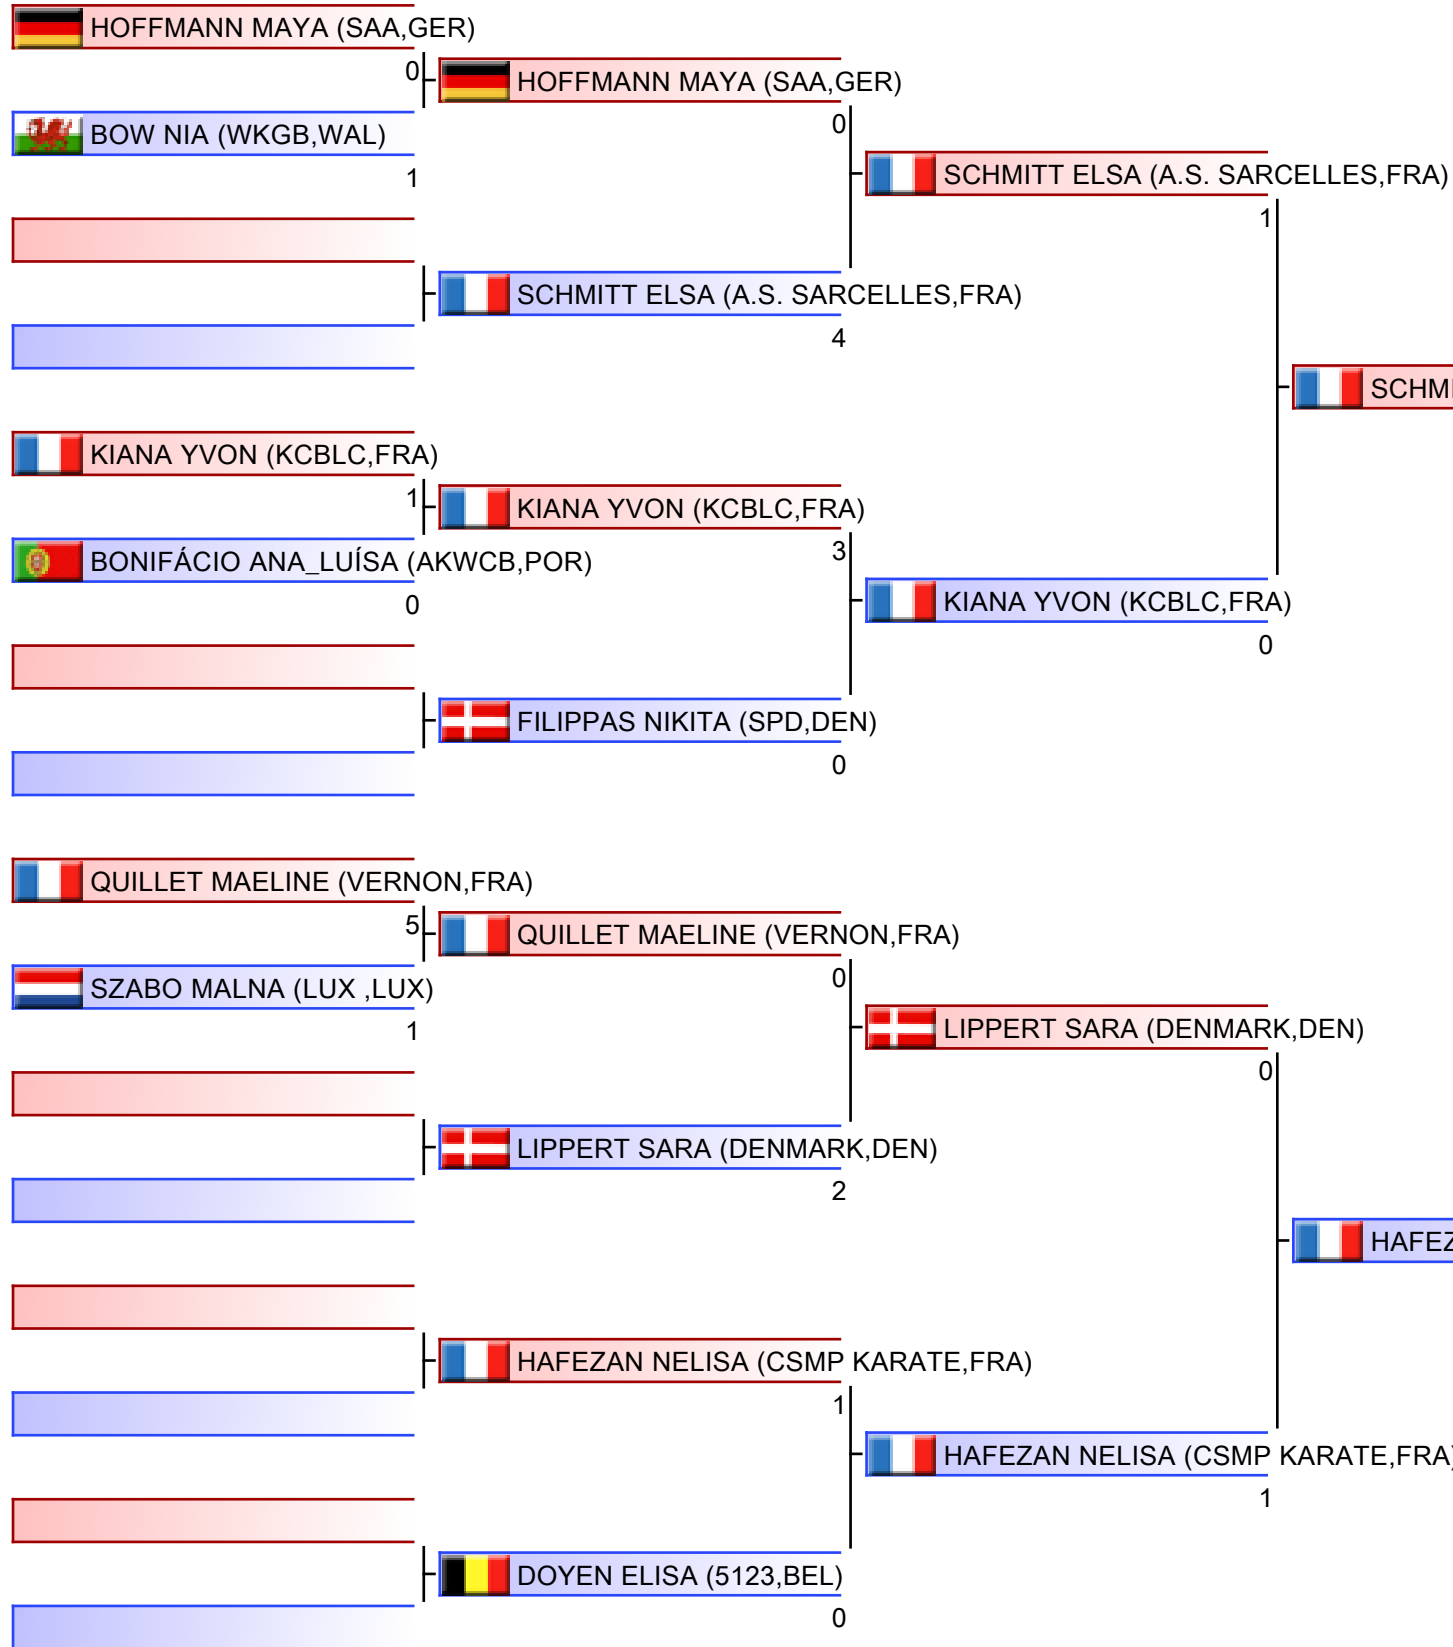 HOFFMANN MAYA (SAA,GER)
0
BOW NIA (WKGB,WAL)
1
HOFFMANN MAYA (SAA,GER)
0
SCHMITT ELSA (A.S. SARCELLES,FRA)
4
SCHMITT ELSA (A.S. SARCELLES,FRA)
1
KIANA YVON (KCBLC,FRA)
1
BONIFÁCIO ANA_LUÍSA (AKWCB,POR)
0
KIANA YVON (KCBLC,FRA)
3
FILIPPAS NIKITA (SPD,DEN)
0
KIANA YVON (KCBLC,FRA)
0
SCHMI
QUILLET MAELINE (VERNON,FRA)
5
SZABO MALNA (LUX ,LUX)
1
QUILLET MAELINE (VERNON,FRA)
0
LIPPERT SARA (DENMARK,DEN)
2
LIPPERT SARA (DENMARK,DEN)
0
HAFEZAN NELISA (CSMP KARATE,FRA)
1
DOYEN ELISA (5123,BEL)
0
HAFEZAN NELISA (CSMP KARATE,FRA)
1
HAFEZ